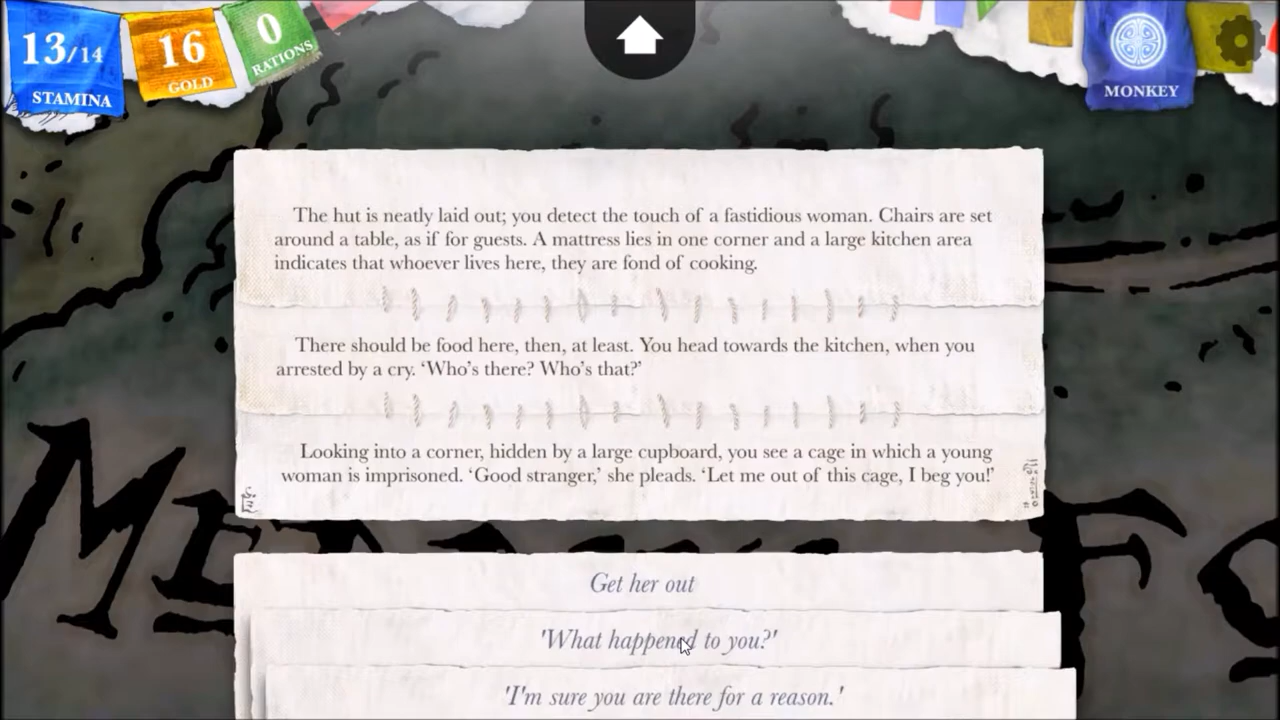 13/14
STAMINA
16
GOLD
0
RATIONS
MONKEY
The hut is neatly laid out; you detect the touch of a fastidious woman. Chairs are set
around a table, as if for guests. A mattress lies in one corner and a large kitchen area
indicates that whoever lives here, they are fond of cooking.
There should be food here, then, at least. You head towards the kitchen, when you
arrested by a cry. ‘Who’s there? Who’s that?’
Looking into a corner, hidden by a large cupboard, you see a cage in which a young
woman is imprisoned. ‘Good stranger,’ she pleads. ‘Let me out of this cage, I beg you!’
Get her out
'What happened to you?'
'I'm sure you are there for a reason.'